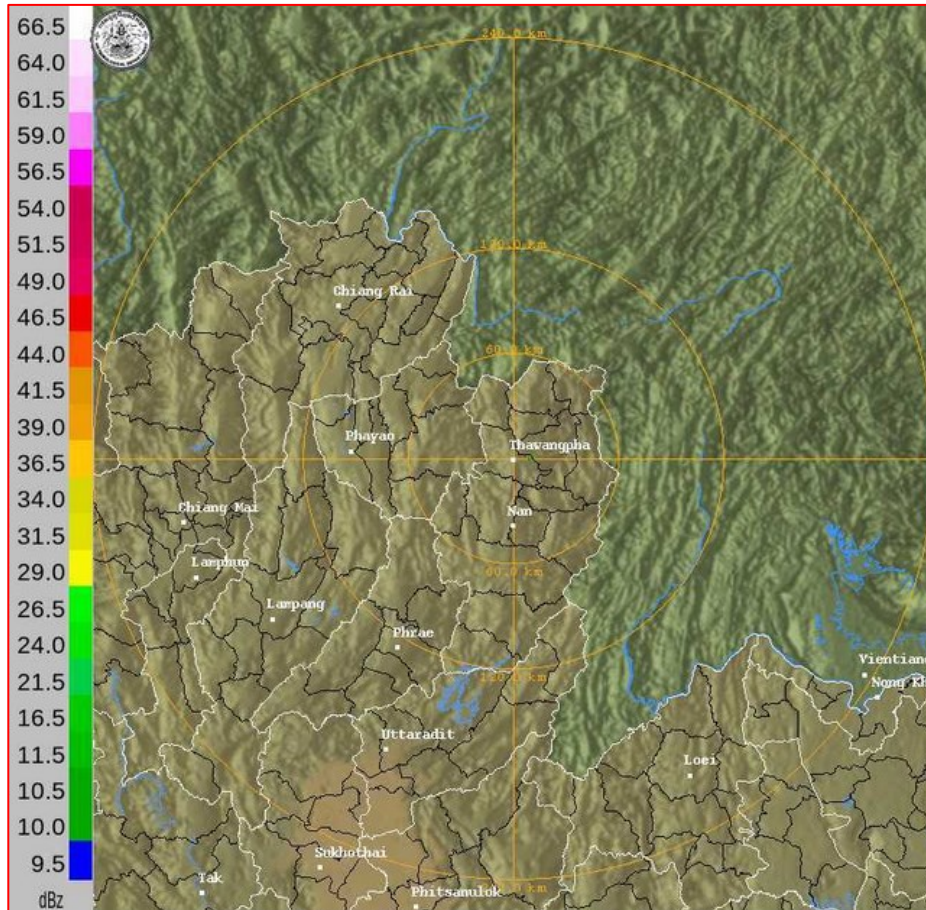 66.5
64.0
61.5
59.0
56.5
54.0
51.5
49.0
46.5
44.0
41.5
39.0
36.5
34.0
31.5
29.0
26.5
24.0
21.5
16.5
11.5
10.5
10.0
9.5
dBz
240.0 km
120.0 km
Chiang Rai
60.0 km
Phayao
Thawangpha
Chiang Mai
Nan
Lamphun
60.0 km
Lampang
Phrae
Vientiane
120.0 km
Nong Kh
Uttaradit
Loei
Sukhothai
Tak
Phitsanulok